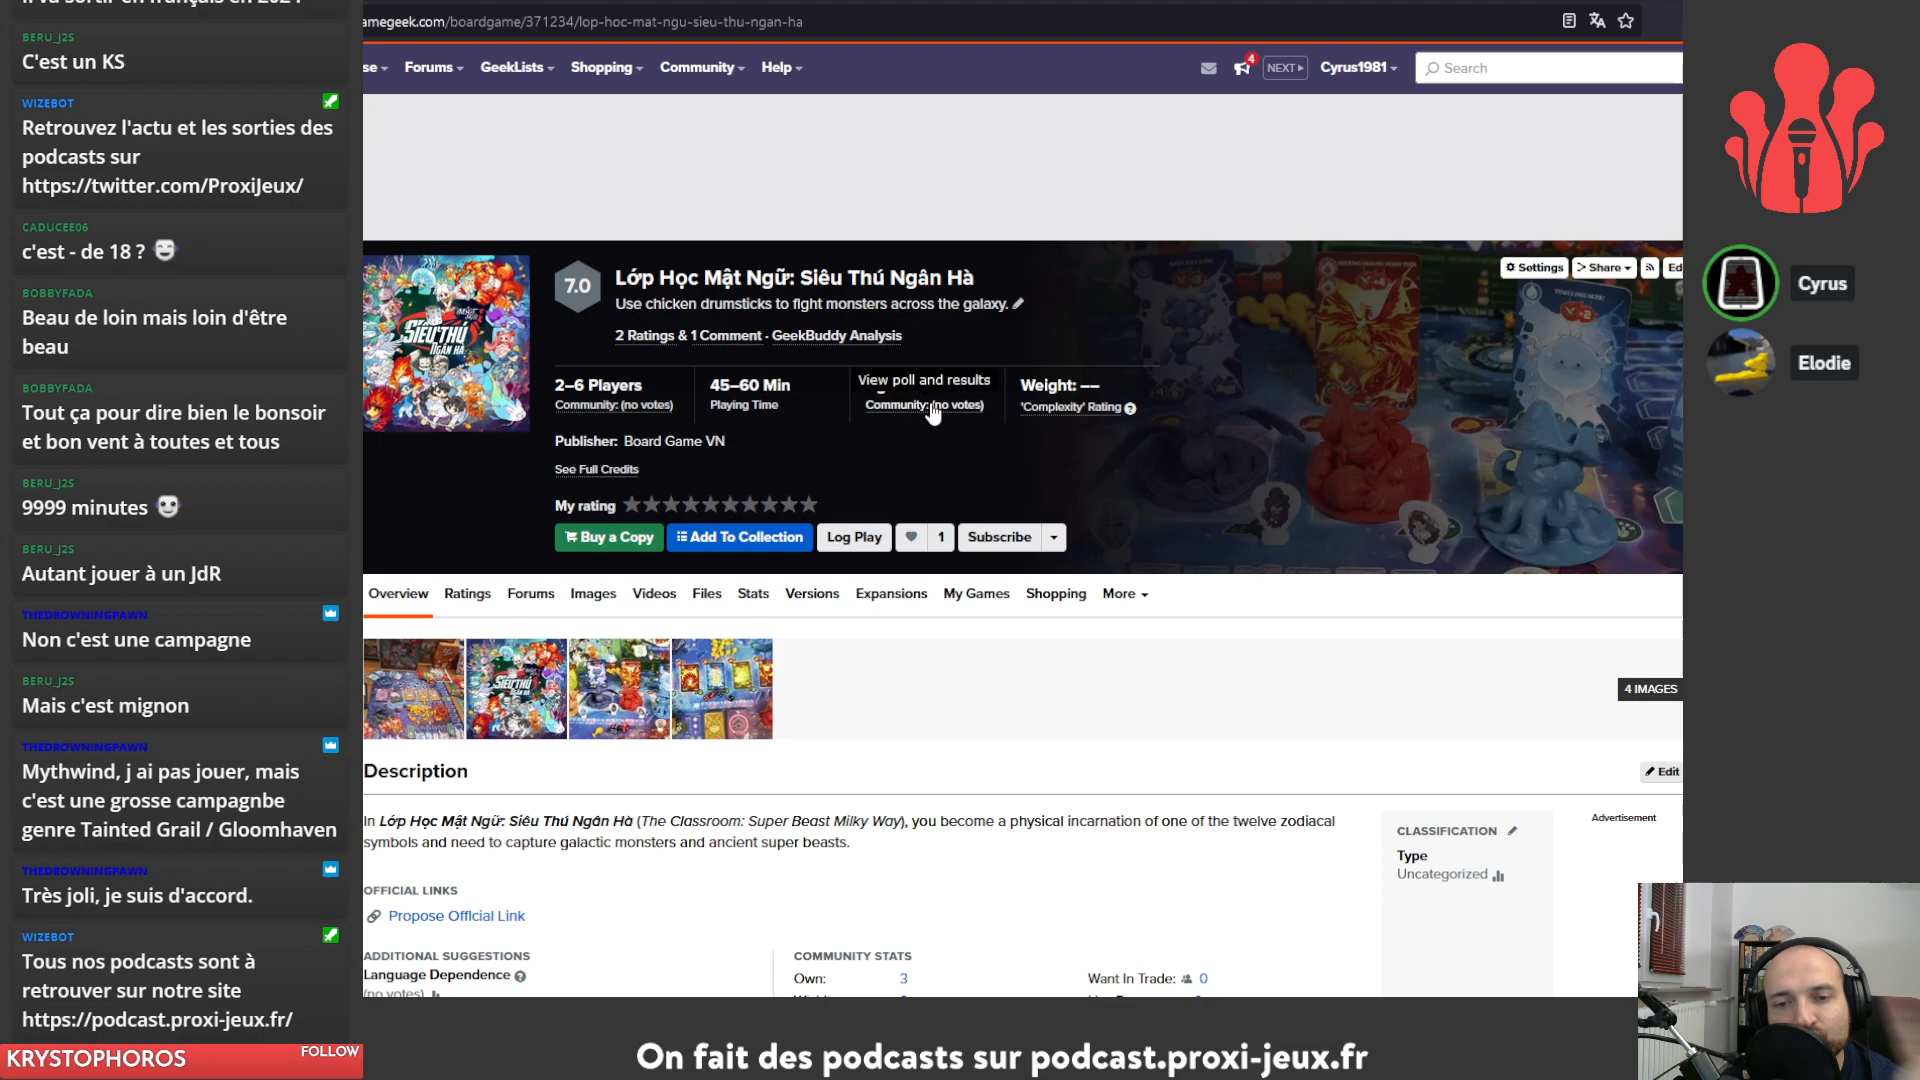 BERU_J2S
C'est un KS
WIZEBOT
Retrouvez l'actu et les sorties des
podcasts sur
https://twitter.com/ProxiJeux/
CADUCEE06
c'est - de 18 ?
BOBBYFADA
Beau de loin mais loin d'être
beau
BOBBYFADA
Tout ça pour dire bien le bonsoir
et bon vent à toutes et tous
BERU_J2S
9999 minutes
BERU_J2S
Autant jouer à un JdR
THEDROWNINGPAWN
Non c'est une campagne
BERU_J2S
Mais c'est mignon
THEDROWNINGPAWN
Mythwind, j ai pas jouer, mais
c'est une grosse campagnbe
genre Tainted Grail / Gloomhaven
THEDROWNINGPAWN
Très joli, je suis d'accord.
WIZEBOT
Tous nos podcasts sont à
retrouver sur notre site
https://podcast.proxi-jeux.fr/
KRYSTOPHOROS
FOLLOW
amegeek.com/boardgame/371234/lop-hoc-mat-ngu-sieu-thu-ngan-ha
se Forums GeekLists Shopping Community Help
4 NEXT Cyrus1981 Search
Settings Share Ed
7.0
Lớp Học Mật Ngữ: Siêu Thú Ngân Hà
Use chicken drumsticks to fight monsters across the galaxy.
2 Ratings & 1 Comment · GeekBuddy Analysis
2–6 Players
Community: (no votes)
45–60 Min
Playing Time
View poll and results
Community: (no votes)
Weight: ––
'Complexity' Rating
Publisher: Board Game VN
See Full Credits
My rating
Buy a Copy Add To Collection Log Play 1 Subscribe
SIÊU THÚ
NGÂN HÀ
Overview Ratings Forums Images Videos Files Stats Versions Expansions My Games Shopping More
4 IMAGES
Description
Edit
In Lớp Học Mật Ngữ: Siêu Thú Ngân Hà (The Classroom: Super Beast Milky Way), you become a physical incarnation of one of the twelve zodiacal
symbols and need to capture galactic monsters and ancient super beasts.
OFFICIAL LINKS
Propose Official Link
CLASSIFICATION
Type
Uncategorized
Advertisement
ADDITIONAL SUGGESTIONS
Language Dependence
(no votes)
COMMUNITY STATS
Own: 3
Want In Trade: 0
Cyrus
Elodie
On fait des podcasts sur podcast.proxi-jeux.fr